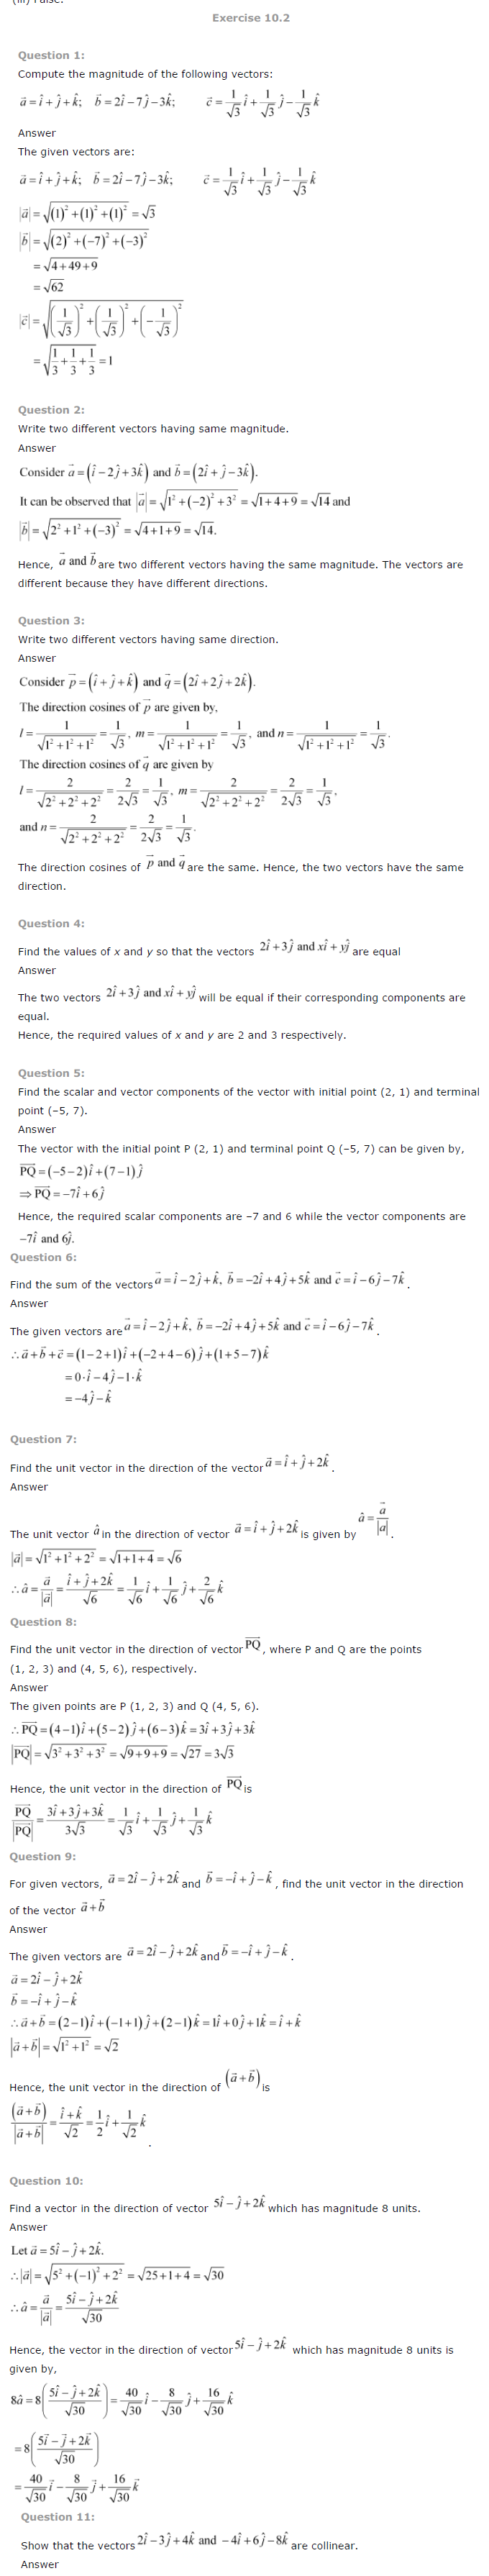 (iii) False.
Exercise 10.2
Question 1:
Compute the magnitude of the following vectors:
$\vec{a}=\hat{i}+\hat{j}+\hat{k};\quad \vec{b}=2\hat{i}-7\hat{j}-3\hat{k};\quad \vec{c}=\frac{1}{\sqrt{3}}\hat{i}+\frac{1}{\sqrt{3}}\hat{j}-\frac{1}{\sqrt{3}}\hat{k}$
Answer
The given vectors are:
$\vec{a}=\hat{i}+\hat{j}+\hat{k};\quad \vec{b}=2\hat{i}-7\hat{j}-3\hat{k};\quad \vec{c}=\frac{1}{\sqrt{3}}\hat{i}+\frac{1}{\sqrt{3}}\hat{j}-\frac{1}{\sqrt{3}}\hat{k}$
$|\vec{a}|=\sqrt{(1)^2+(1)^2+(1)^2}=\sqrt{3}$
$|\vec{b}|=\sqrt{(2)^2+(-7)^2+(-3)^2}$
$=\sqrt{4+49+9}$
$=\sqrt{62}$
$|\vec{c}|=\sqrt{\left(\frac{1}{\sqrt{3}}\right)^2+\left(\frac{1}{\sqrt{3}}\right)^2+\left(-\frac{1}{\sqrt{3}}\right)^2}$
$=\sqrt{\frac{1}{3}+\frac{1}{3}+\frac{1}{3}}=1$
Question 2:
Write two different vectors having same magnitude.
Answer
Consider $\vec{a}=(\hat{i}-2\hat{j}+3\hat{k})$ and $\vec{b}=(2\hat{i}+\hat{j}-3\hat{k})$.
It can be observed that $|\vec{a}|=\sqrt{1^2+(-2)^2+3^2}=\sqrt{1+4+9}=\sqrt{14}$ and
$|\vec{b}|=\sqrt{2^2+1^2+(-3)^2}=\sqrt{4+1+9}=\sqrt{14}$.
Hence, $\vec{a}$ and $\vec{b}$ are two different vectors having the same magnitude. The vectors are
different because they have different directions.
Question 3:
Write two different vectors having same direction.
Answer
Consider $\vec{p}=(\hat{i}+\hat{j}+\hat{k})$ and $\vec{q}=(2\hat{i}+2\hat{j}+2\hat{k})$.
The direction cosines of $\vec{p}$ are given by,
$l=\frac{1}{\sqrt{1^2+1^2+1^2}}=\frac{1}{\sqrt{3}},\ m=\frac{1}{\sqrt{1^2+1^2+1^2}}=\frac{1}{\sqrt{3}},$ and $n=\frac{1}{\sqrt{1^2+1^2+1^2}}=\frac{1}{\sqrt{3}}.$
The direction cosines of $\vec{q}$ are given by
$l=\frac{2}{\sqrt{2^2+2^2+2^2}}=\frac{2}{2\sqrt{3}}=\frac{1}{\sqrt{3}},\ m=\frac{2}{\sqrt{2^2+2^2+2^2}}=\frac{2}{2\sqrt{3}}=\frac{1}{\sqrt{3}},$
and $n=\frac{2}{\sqrt{2^2+2^2+2^2}}=\frac{2}{2\sqrt{3}}=\frac{1}{\sqrt{3}}.$
The direction cosines of $\vec{p}$ and $\vec{q}$ are the same. Hence, the two vectors have the same
direction.
Question 4:
Find the values of x and y so that the vectors $2\hat{i}+3\hat{j}$ and $x\hat{i}+y\hat{j}$ are equal
Answer
The two vectors $2\hat{i}+3\hat{j}$ and $x\hat{i}+y\hat{j}$ will be equal if their corresponding components are
equal.
Hence, the required values of x and y are 2 and 3 respectively.
Question 5:
Find the scalar and vector components of the vector with initial point (2, 1) and terminal
point (–5, 7).
Answer
The vector with the initial point P (2, 1) and terminal point Q (–5, 7) can be given by,
$\overrightarrow{PQ}=(-5-2)\hat{i}+(7-1)\hat{j}$
$\Rightarrow\overrightarrow{PQ}=-7\hat{i}+6\hat{j}$
Hence, the required scalar components are –7 and 6 while the vector components are
$-7\hat{i}$ and $6\hat{j}$.
Question 6:
Find the sum of the vectors $\vec{a}=\hat{i}-2\hat{j}+\hat{k},\ \vec{b}=-2\hat{i}+4\hat{j}+5\hat{k}$ and $\vec{c}=\hat{i}-6\hat{j}-7\hat{k}$.
Answer
The given vectors are $\vec{a}=\hat{i}-2\hat{j}+\hat{k},\ \vec{b}=-2\hat{i}+4\hat{j}+5\hat{k}$ and $\vec{c}=\hat{i}-6\hat{j}-7\hat{k}$.
$\therefore\vec{a}+\vec{b}+\vec{c}=(1-2+1)\hat{i}+(-2+4-6)\hat{j}+(1+5-7)\hat{k}$
$=0\cdot\hat{i}-4\hat{j}-1\cdot\hat{k}$
$=-4\hat{j}-\hat{k}$
Question 7:
Find the unit vector in the direction of the vector $\vec{a}=\hat{i}+\hat{j}+2\hat{k}$.
Answer
The unit vector $\hat{a}$ in the direction of vector $\vec{a}=\hat{i}+\hat{j}+2\hat{k}$ is given by $\hat{a}=\frac{\vec{a}}{|\vec{a}|}$.
$|\vec{a}|=\sqrt{1^2+1^2+2^2}=\sqrt{1+1+4}=\sqrt{6}$
$\therefore\hat{a}=\frac{\vec{a}}{|\vec{a}|}=\frac{\hat{i}+\hat{j}+2\hat{k}}{\sqrt{6}}=\frac{1}{\sqrt{6}}\hat{i}+\frac{1}{\sqrt{6}}\hat{j}+\frac{2}{\sqrt{6}}\hat{k}$
Question 8:
Find the unit vector in the direction of vector $\overrightarrow{PQ}$, where P and Q are the points
(1, 2, 3) and (4, 5, 6), respectively.
Answer
The given points are P (1, 2, 3) and Q (4, 5, 6).
$\therefore\overrightarrow{PQ}=(4-1)\hat{i}+(5-2)\hat{j}+(6-3)\hat{k}=3\hat{i}+3\hat{j}+3\hat{k}$
$|\overrightarrow{PQ}|=\sqrt{3^2+3^2+3^2}=\sqrt{9+9+9}=\sqrt{27}=3\sqrt{3}$
Hence, the unit vector in the direction of $\overrightarrow{PQ}$ is
$\frac{\overrightarrow{PQ}}{|\overrightarrow{PQ}|}=\frac{3\hat{i}+3\hat{j}+3\hat{k}}{3\sqrt{3}}=\frac{1}{\sqrt{3}}\hat{i}+\frac{1}{\sqrt{3}}\hat{j}+\frac{1}{\sqrt{3}}\hat{k}$
Question 9:
For given vectors, $\vec{a}=2\hat{i}-\hat{j}+2\hat{k}$ and $\vec{b}=-\hat{i}+\hat{j}-\hat{k}$, find the unit vector in the direction
of the vector $\vec{a}+\vec{b}$
Answer
The given vectors are $\vec{a}=2\hat{i}-\hat{j}+2\hat{k}$ and $\vec{b}=-\hat{i}+\hat{j}-\hat{k}$.
$\vec{a}=2\hat{i}-\hat{j}+2\hat{k}$
$\vec{b}=-\hat{i}+\hat{j}-\hat{k}$
$\therefore\vec{a}+\vec{b}=(2-1)\hat{i}+(-1+1)\hat{j}+(2-1)\hat{k}=1\hat{i}+0\hat{j}+1\hat{k}=\hat{i}+\hat{k}$
$|\vec{a}+\vec{b}|=\sqrt{1^2+1^2}=\sqrt{2}$
Hence, the unit vector in the direction of $(\vec{a}+\vec{b})$ is
$\frac{(\vec{a}+\vec{b})}{|\vec{a}+\vec{b}|}=\frac{\hat{i}+\hat{k}}{\sqrt{2}}=\frac{1}{2}\hat{i}+\frac{1}{\sqrt{2}}\hat{k}$.
Question 10:
Find a vector in the direction of vector $5\hat{i}-\hat{j}+2\hat{k}$ which has magnitude 8 units.
Answer
Let $\vec{a}=5\hat{i}-\hat{j}+2\hat{k}$.
$\therefore|\vec{a}|=\sqrt{5^2+(-1)^2+2^2}=\sqrt{25+1+4}=\sqrt{30}$
$\therefore\hat{a}=\frac{\vec{a}}{|\vec{a}|}=\frac{5\hat{i}-\hat{j}+2\hat{k}}{\sqrt{30}}$
Hence, the vector in the direction of vector $5\hat{i}-\hat{j}+2\hat{k}$ which has magnitude 8 units is
given by,
$8\hat{a}=8\left(\frac{5\hat{i}-\hat{j}+2\hat{k}}{\sqrt{30}}\right)=\frac{40}{\sqrt{30}}\hat{i}-\frac{8}{\sqrt{30}}\hat{j}+\frac{16}{\sqrt{30}}\hat{k}$
$=8\left(\frac{5\vec{i}-\vec{j}+2\vec{k}}{\sqrt{30}}\right)$
$=\frac{40}{\sqrt{30}}\vec{i}-\frac{8}{\sqrt{30}}\vec{j}+\frac{16}{\sqrt{30}}\vec{k}$
Question 11:
Show that the vectors $2\hat{i}-3\hat{j}+4\hat{k}$ and $-4\hat{i}+6\hat{j}-8\hat{k}$ are collinear.
Answer